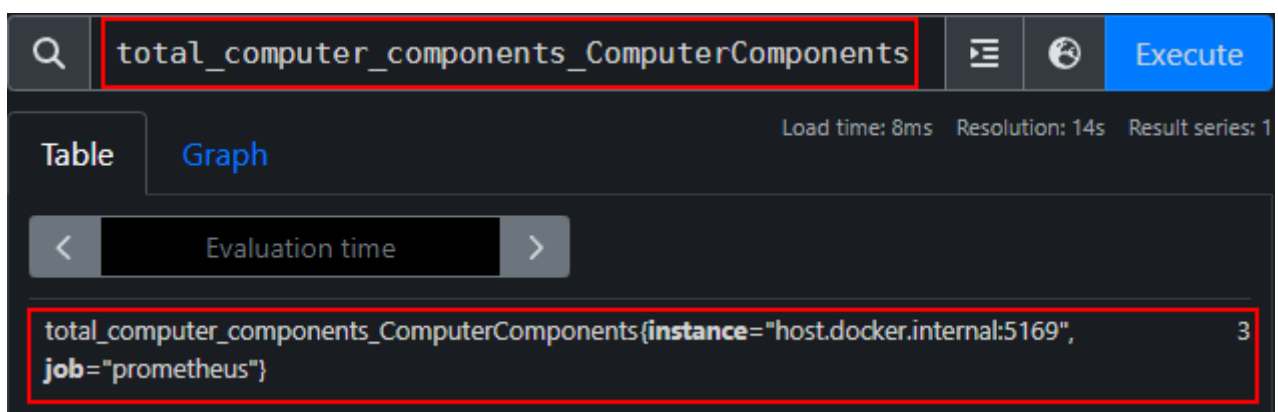 total_computer_components_ComputerComponents Execute
Load time: 8ms Resolution: 14s Result series: 1
Table Graph
< Evaluation time >
total_computer_components_ComputerComponents{instance="host.docker.internal:5169", 3
job="prometheus"}